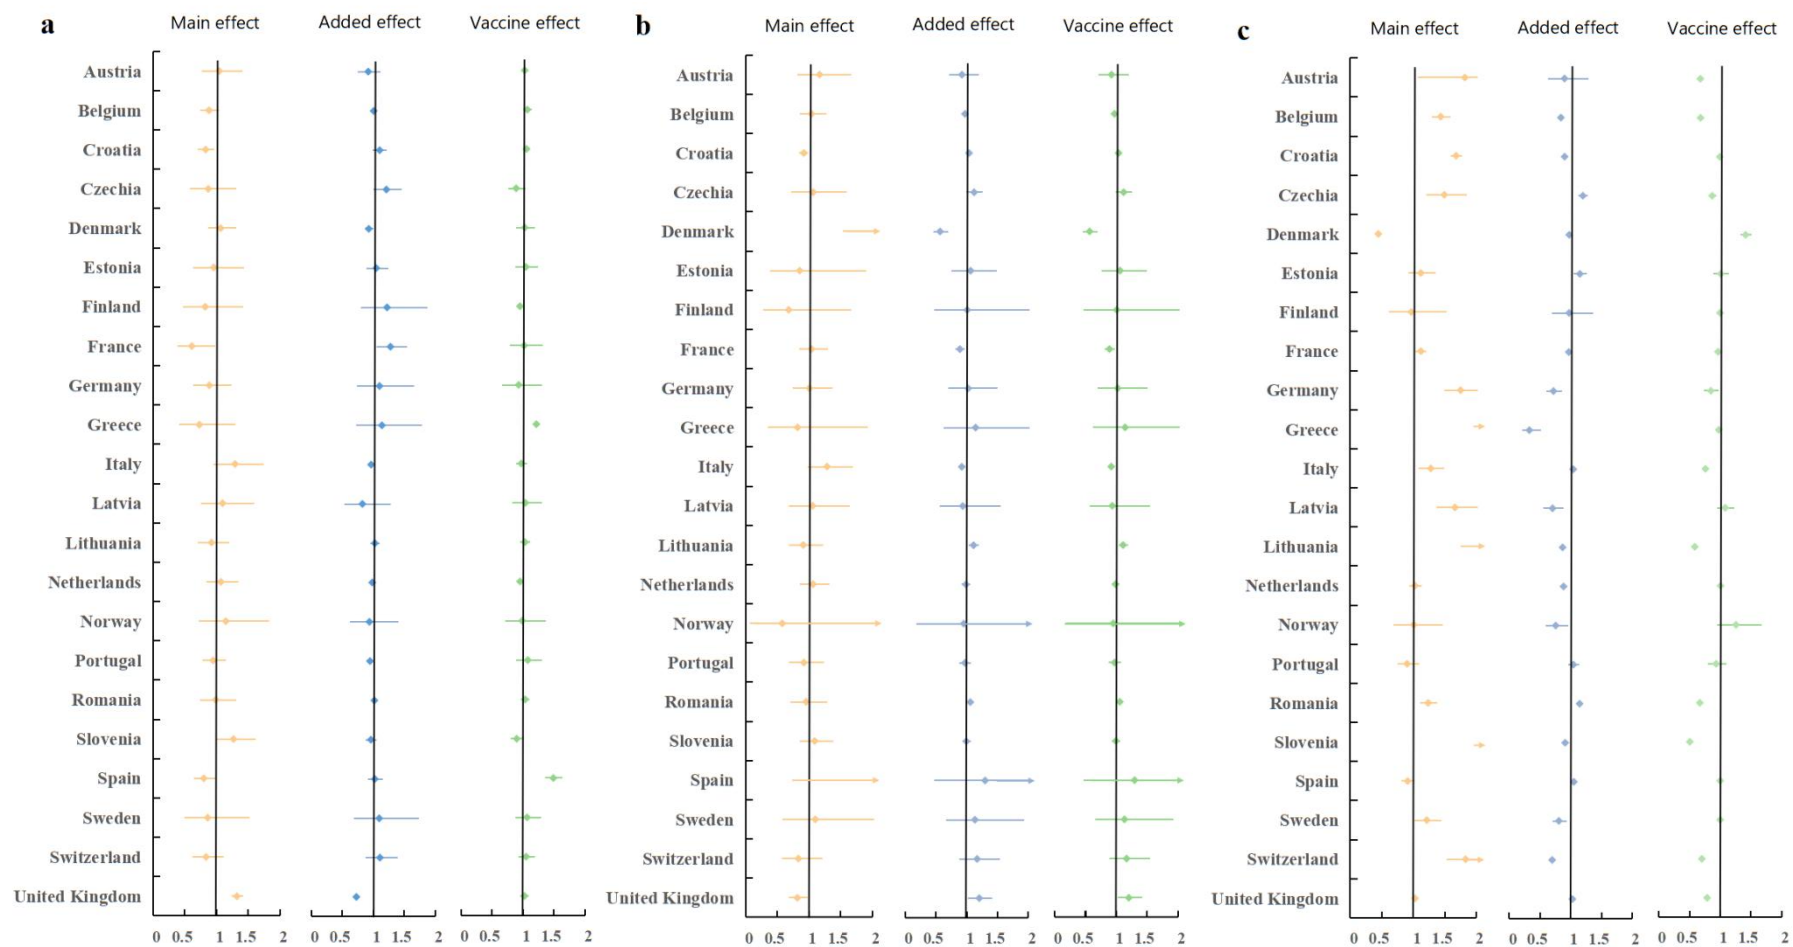 a
Main effect
Added effect
Vaccine effect
Austria
Belgium
Croatia
Czechia
Denmark
Estonia
Finland
France
Germany
Greece
Italy
Latvia
Lithuania
Netherlands
Norway
Portugal
Romania
Slovenia
Spain
Sweden
Switzerland
United Kingdom
0 0.5 1 1.5 2
0 0.5 1 1.5 2
0 0.5 1 1.5 2
b
Main effect
Added effect
Vaccine effect
Austria
Belgium
Croatia
Czechia
Denmark
Estonia
Finland
France
Germany
Greece
Italy
Latvia
Lithuania
Netherlands
Norway
Portugal
Romania
Slovenia
Spain
Sweden
Switzerland
United Kingdom
0 0.5 1 1.5 2
0 0.5 1 1.5 2
0 0.5 1 1.5 2
c
Main effect
Added effect
Vaccine effect
Austria
Belgium
Croatia
Czechia
Denmark
Estonia
Finland
France
Germany
Greece
Italy
Latvia
Lithuania
Netherlands
Norway
Portugal
Romania
Slovenia
Spain
Sweden
Switzerland
United Kingdom
0 0.5 1 1.5 2
0 0.5 1 1.5 2
0 0.5 1 1.5 2